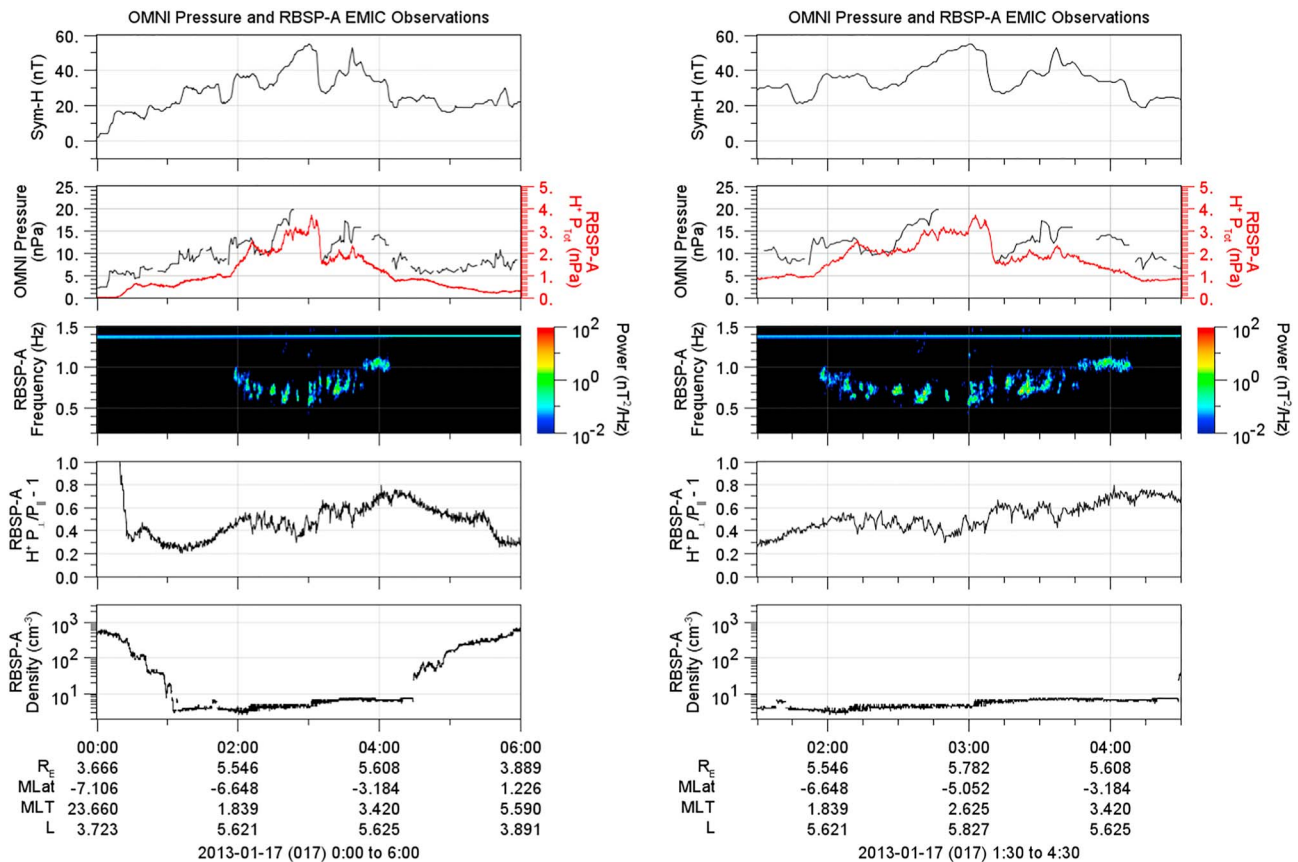 OMNI Pressure and RBSP-A EMIC Observations
60.
40.
20.
0.
Sym-H (nT)
25.
20.
15.
10.
5.
0.
OMNI Pressure
(nPa)
5.
4.
3.
2.
1.
0.
RBSP-A
H+ PTot (nPa)
1.5
1.0
0.5
RBSP-A
Frequency (Hz)
10^2
10^0
10^-2
Power (nT^2/Hz)
1.0
0.8
0.6
0.4
0.2
0.0
RBSP-A
H+ P⊥/P|| - 1
10^3
10^2
10^1
RBSP-A
Density (cm^-3)
00:00 02:00 04:00 06:00
RE 3.666 5.546 5.608 3.889
MLat -7.106 -6.648 -3.184 1.226
MLT 23.660 1.839 3.420 5.590
L 3.723 5.621 5.625 3.891
2013-01-17 (017) 0:00 to 6:00
OMNI Pressure and RBSP-A EMIC Observations
60.
40.
20.
0.
Sym-H (nT)
25.
20.
15.
10.
5.
0.
OMNI Pressure
(nPa)
5.
4.
3.
2.
1.
0.
RBSP-A
H+ PTot (nPa)
1.5
1.0
0.5
RBSP-A
Frequency (Hz)
10^2
10^0
10^-2
Power (nT^2/Hz)
1.0
0.8
0.6
0.4
0.2
0.0
RBSP-A
H+ P⊥/P|| - 1
10^3
10^2
10^1
RBSP-A
Density (cm^-3)
02:00 03:00 04:00
RE 5.546 5.782 5.608
MLat -6.648 -5.052 -3.184
MLT 1.839 2.625 3.420
L 5.621 5.827 5.625
2013-01-17 (017) 1:30 to 4:30